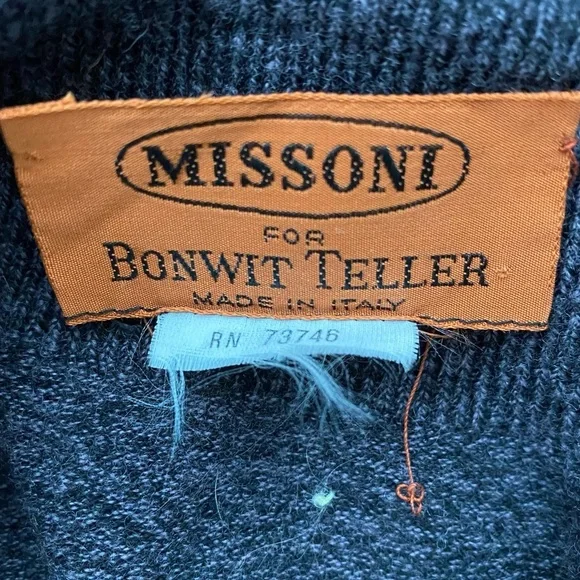 MISSONI
FOR
BONWIT TELLER
MADE IN ITALY
RN 73746